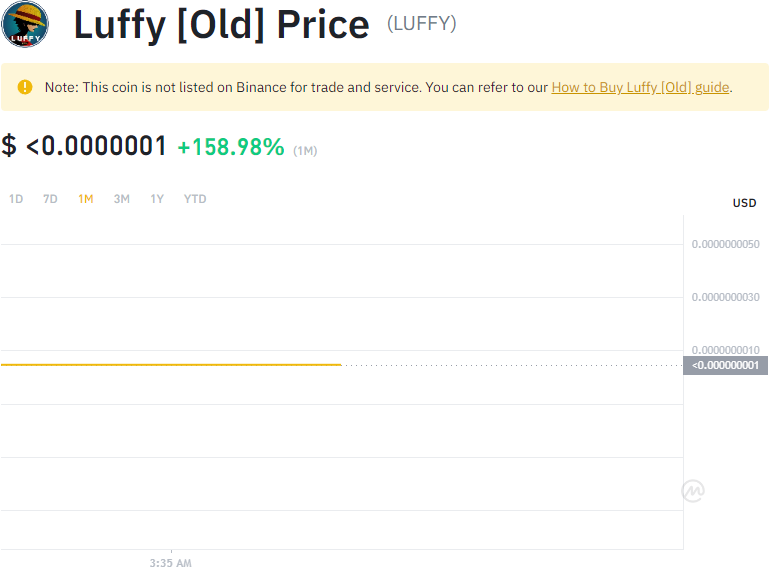 LUFFY
Luffy [Old] Price (LUFFY)
Note: This coin is not listed on Binance for trade and service. You can refer to our How to Buy Luffy [Old] guide.
$ <0.0000001 +158.98% (1M)
1D 7D 1M 3M 1Y YTD
USD
0.0000000050
0.0000000030
0.0000000010
<0.000000001
3:35 AM